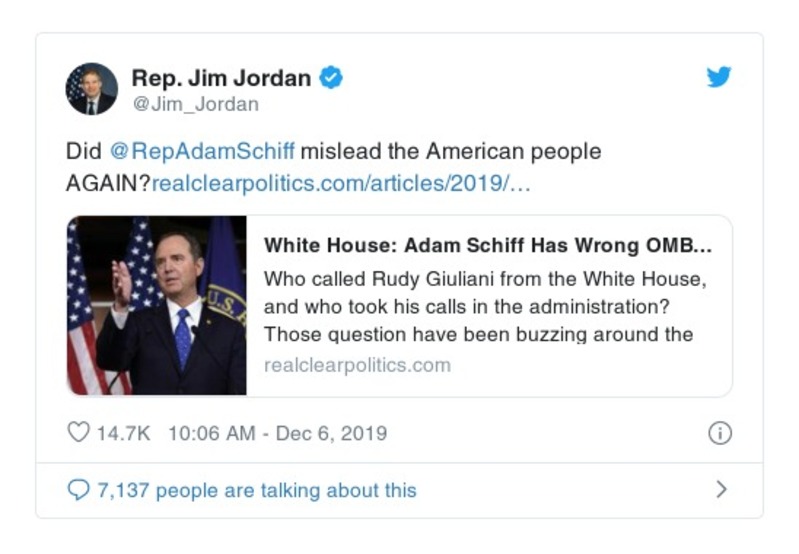 Rep. Jim Jordan
@Jim_Jordan
Did @RepAdamSchiff mislead the American people
AGAIN?realclearpolitics.com/articles/2019/…
White House: Adam Schiff Has Wrong OMB...
Who called Rudy Giuliani from the White House,
and who took his calls in the administration?
Those question have been buzzing around the
realclearpolitics.com
14.7K 10:06 AM - Dec 6, 2019
7,137 people are talking about this
U.S. A